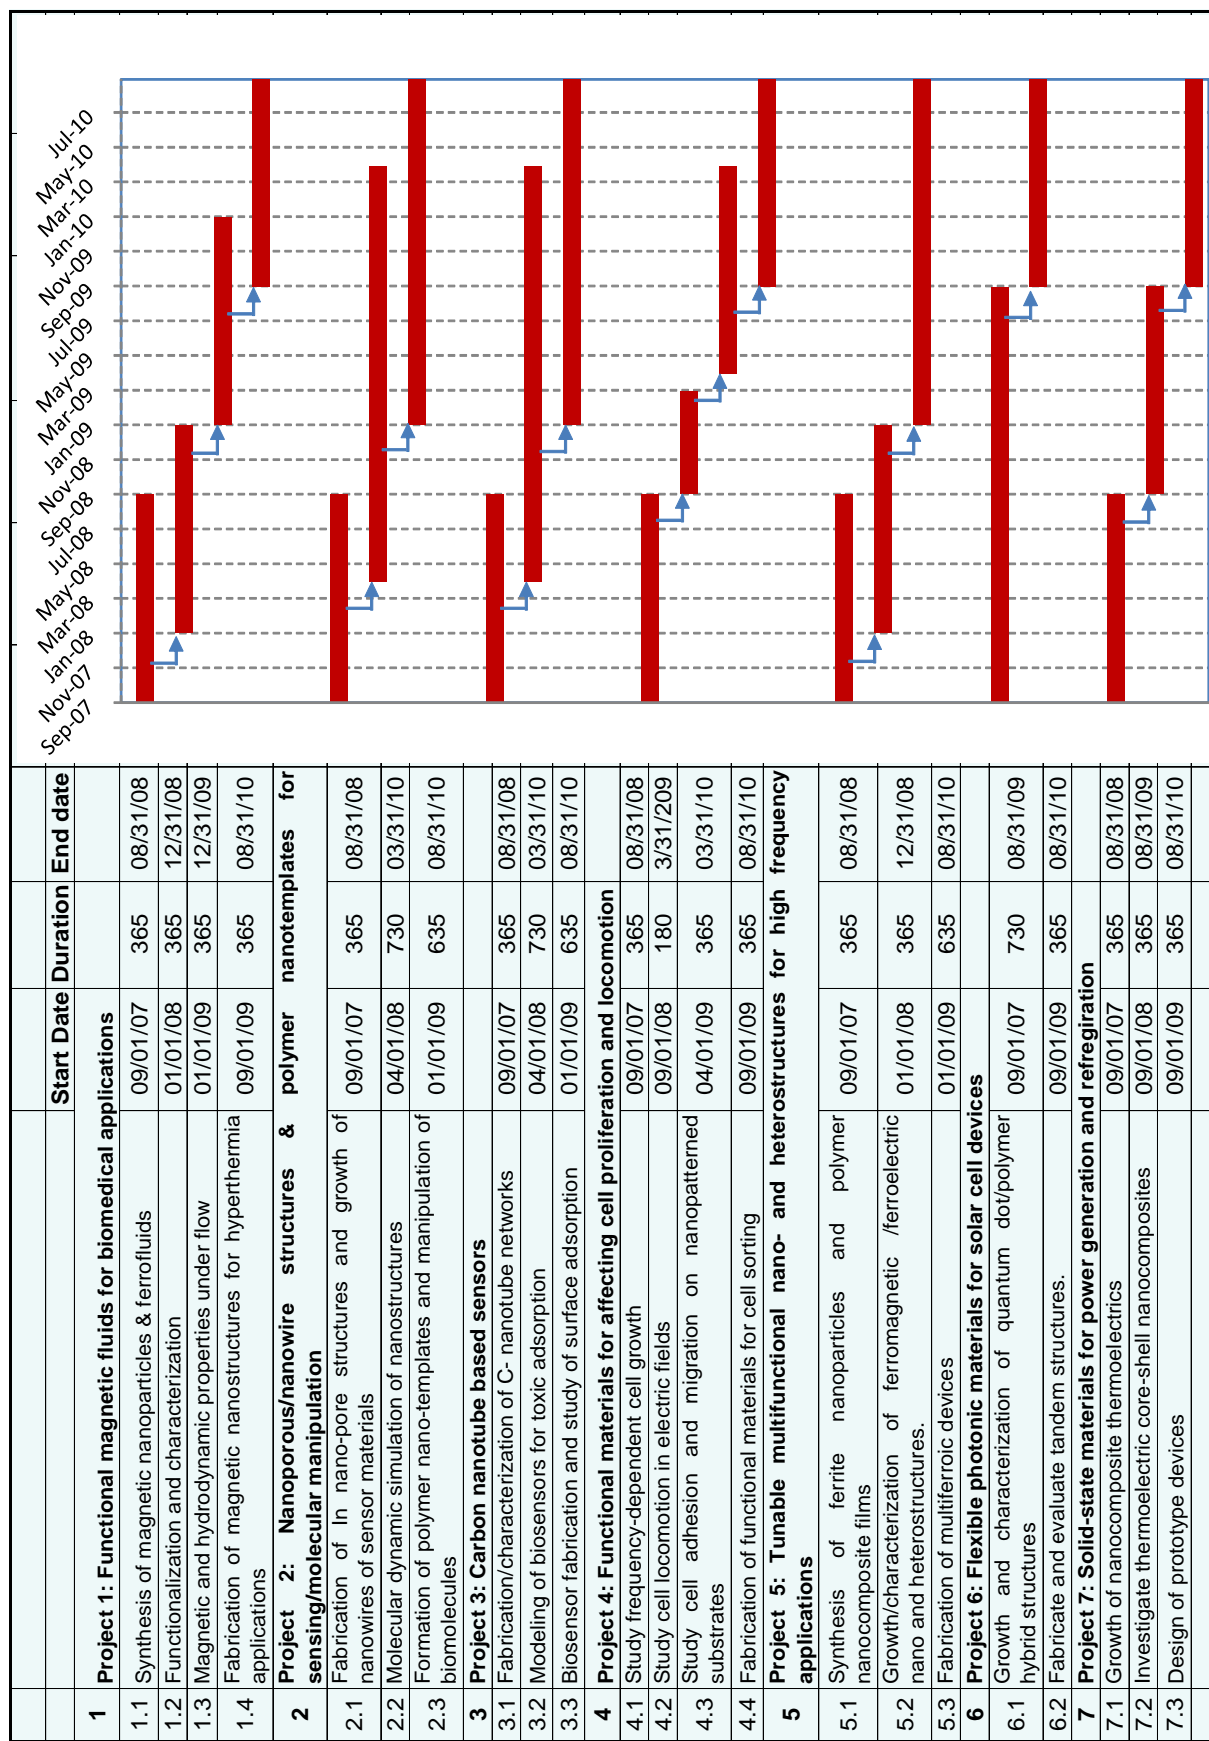 Start Date Duration End date
1 Project 1: Functional magnetic fluids for biomedical applications
1.1 Synthesis of magnetic nanoparticles & ferrofluids 09/01/07 365 08/31/08
1.2 Functionalization and characterization 01/01/08 365 12/31/08
1.3 Magnetic and hydrodynamic properties under flow 01/01/09 365 12/31/09
1.4 Fabrication of magnetic nanostructures for hyperthermia
applications 09/01/09 365 08/31/10
2 Project 2: Nanoporous/nanowire structures & polymer nanotemplates for
sensing/molecular manipulation
2.1 Fabrication of In nano-pore structures and growth of
nanowires of sensor materials 09/01/07 365 08/31/08
2.2 Molecular dynamic simulation of nanostructures 04/01/08 730 03/31/10
2.3 Formation of polymer nano-templates and manipulation of
biomolecules 01/01/09 635 08/31/10
3 Project 3: Carbon nanotube based sensors
3.1 Fabrication/characterization of C- nanotube networks 09/01/07 365 08/31/08
3.2 Modeling of biosensors for toxic adsorption 04/01/08 730 03/31/10
3.3 Biosensor fabrication and study of surface adsorption 01/01/09 635 08/31/10
4 Project 4: Functional materials for affecting cell proliferation and locomotion
4.1 Study frequency-dependent cell growth 09/01/07 365 08/31/08
4.2 Study cell locomotion in electric fields 09/01/08 180 3/31/209
4.3 Study cell adhesion and migration on nanopatterned
substrates 04/01/09 365 03/31/10
4.4 Fabrication of functional materials for cell sorting 09/01/09 365 08/31/10
5 Project 5: Tunable multifunctional nano- and heterostructures for high frequency
applications
5.1 Synthesis of ferrite nanoparticles and polymer
nanocomposite films 09/01/07 365 08/31/08
5.2 Growth/characterization of ferromagnetic /ferroelectric
nano and heterostructures. 01/01/08 365 12/31/08
5.3 Fabrication of multiferroic devices 01/01/09 635 08/31/10
6 Project 6: Flexible photonic materials for solar cell devices
6.1 Growth and characterization of quantum dot/polymer
hybrid structures 09/01/07 730 08/31/09
6.2 Fabricate and evaluate tandem structures. 09/01/09 365 08/31/10
7 Project 7: Solid-state materials for power generation and refregiration
7.1 Growth of nanocomposite thermoelectrics 09/01/07 365 08/31/08
7.2 Investigate thermoelectric core-shell nanocomposites 09/01/08 365 08/31/09
7.3 Design of prototype devices 09/01/09 365 08/31/10
Sep-07
Nov-07
Jan-08
Mar-08
May-08
Jul-08
Sep-08
Nov-08
Jan-09
Mar-09
May-09
Jul-09
Sep-09
Nov-09
Jan-10
Mar-10
May-10
Jul-10